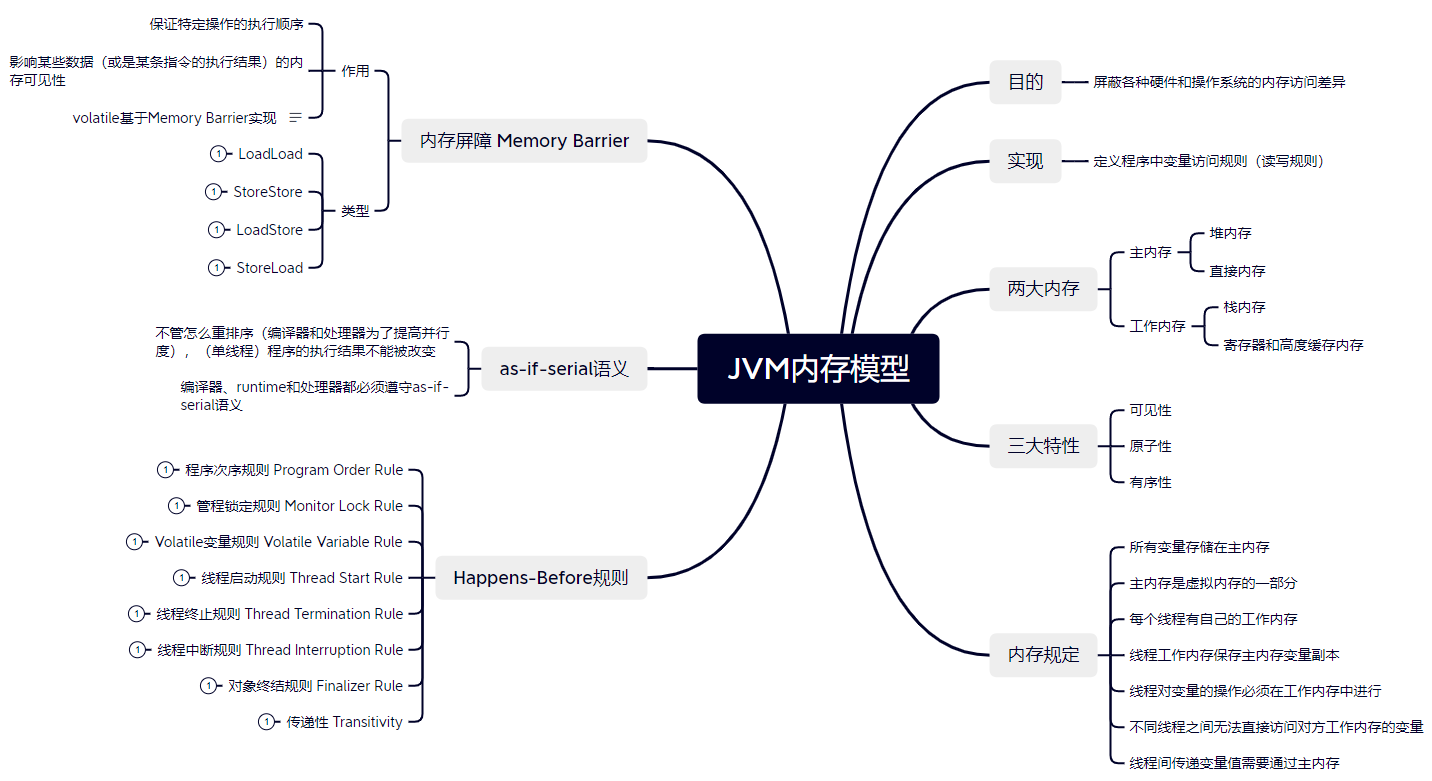 JVM内存模型
目的
屏蔽各种硬件和操作系统的内存访问差异
实现
定义程序中变量访问规则（读写规则）
两大内存
主内存
堆内存
直接内存
工作内存
栈内存
寄存器和高度缓存内存
三大特性
可见性
原子性
有序性
内存规定
所有变量存储在主内存
主内存是虚拟内存的一部分
每个线程有自己的工作内存
线程工作内存保存主内存变量副本
线程对变量的操作必须在工作内存中进行
不同线程之间无法直接访问对方工作内存的变量
线程间传递变量值需要通过主内存
内存屏障 Memory Barrier
作用
保证特定操作的执行顺序
影响某些数据（或是某条指令的执行结果）的内
存可见性
volatile基于Memory Barrier实现
类型
1 LoadLoad
1 StoreStore
1 LoadStore
1 StoreLoad
as-if-serial语义
不管怎么重排序（编译器和处理器为了提高并行
度），（单线程）程序的执行结果不能被改变
编译器、runtime和处理器都必须遵守as-if-
serial语义
Happens-Before规则
1 程序次序规则 Program Order Rule
1 管程锁定规则 Monitor Lock Rule
1 Volatile变量规则 Volatile Variable Rule
1 线程启动规则 Thread Start Rule
1 线程终止规则 Thread Termination Rule
1 线程中断规则 Thread Interruption Rule
1 对象终结规则 Finalizer Rule
1 传递性 Transitivity